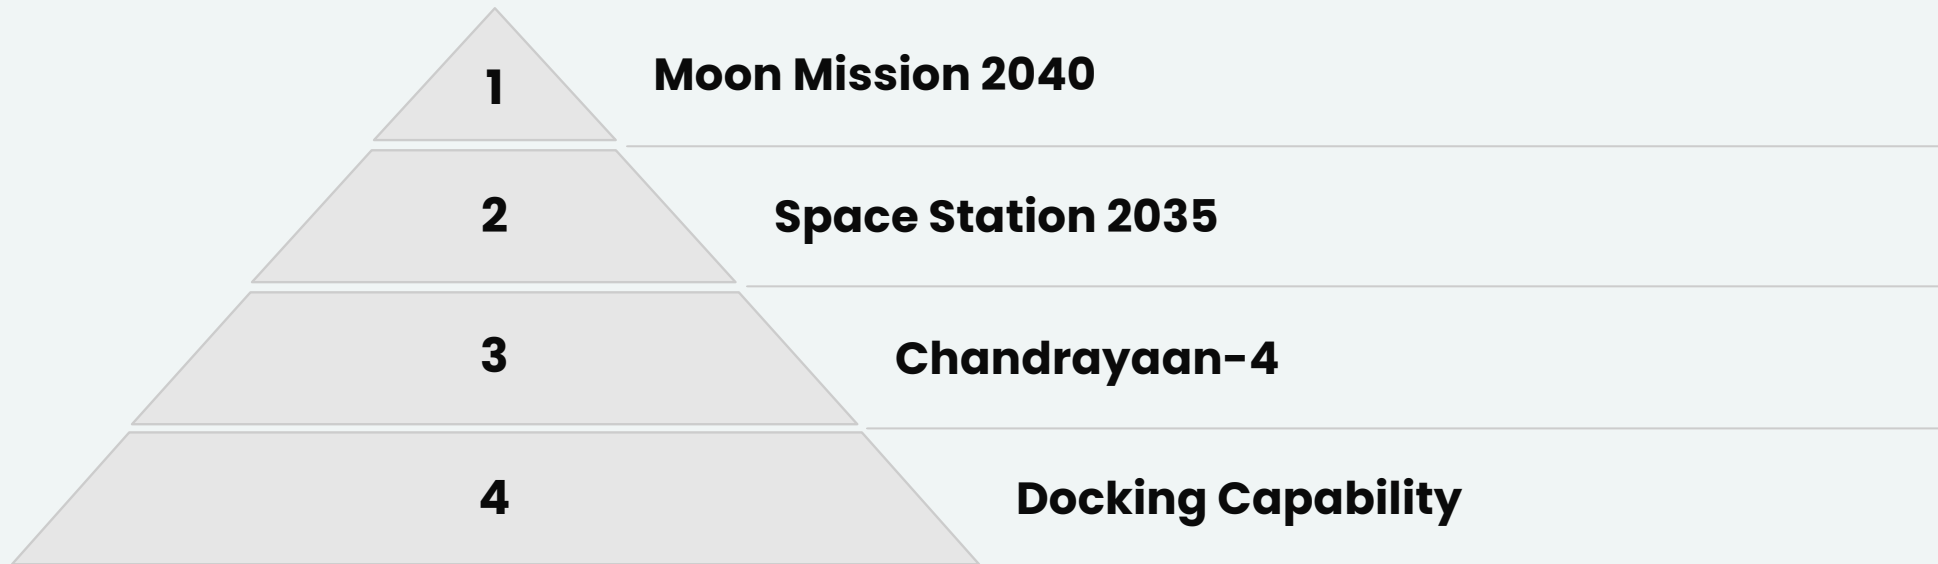 1
Moon Mission 2040
2
Space Station 2035
3
Chandrayaan-4
4
Docking Capability